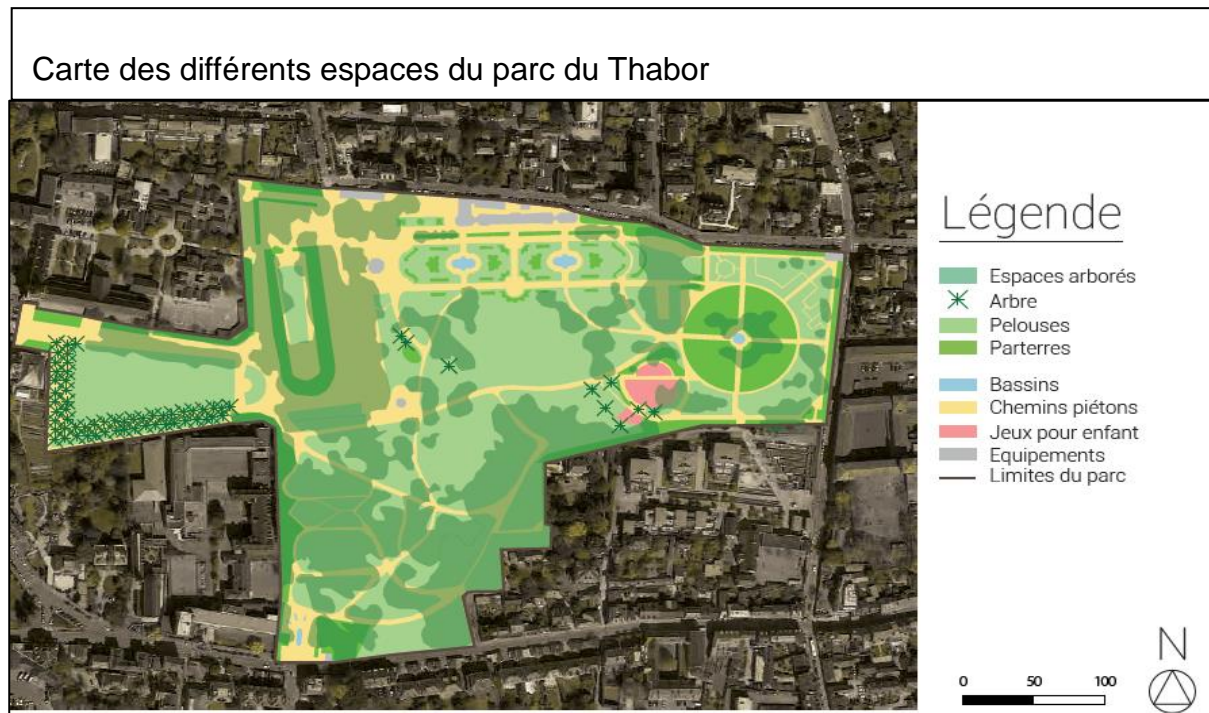 Carte des différents espaces du parc du Thabor
Légende
Espaces arborés
Arbre
Pelouses
Parterres
Bassins
Chemins piétons
Jeux pour enfant
Equipements
Limites du parc
0 50 100
N